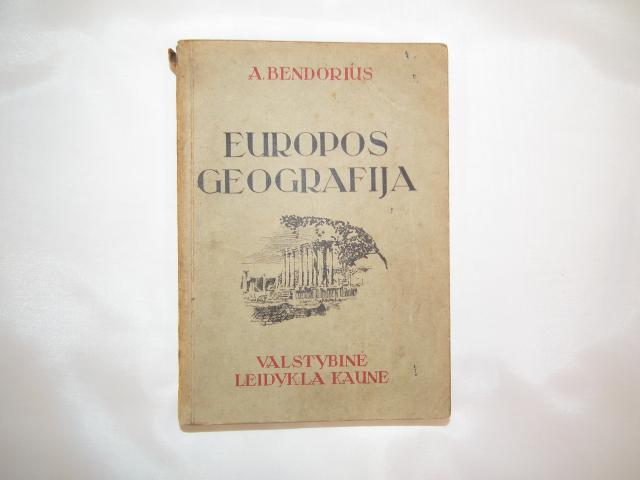 A. BENDORIUS
EUROPOS
GEOGRAFIJA
VALSTYBINĖ
LEIDYKLA KAUNE